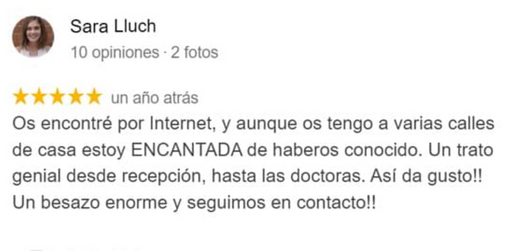 Sara Lluch
10 opiniones · 2 fotos
★★★★★ un año atrás
Os encontré por Internet, y aunque os tengo a varias calles
de casa estoy ENCANTADA de haberos conocido. Un trato
genial desde recepción, hasta las doctoras. Así da gusto!!
Un besazo enorme y seguimos en contacto!!